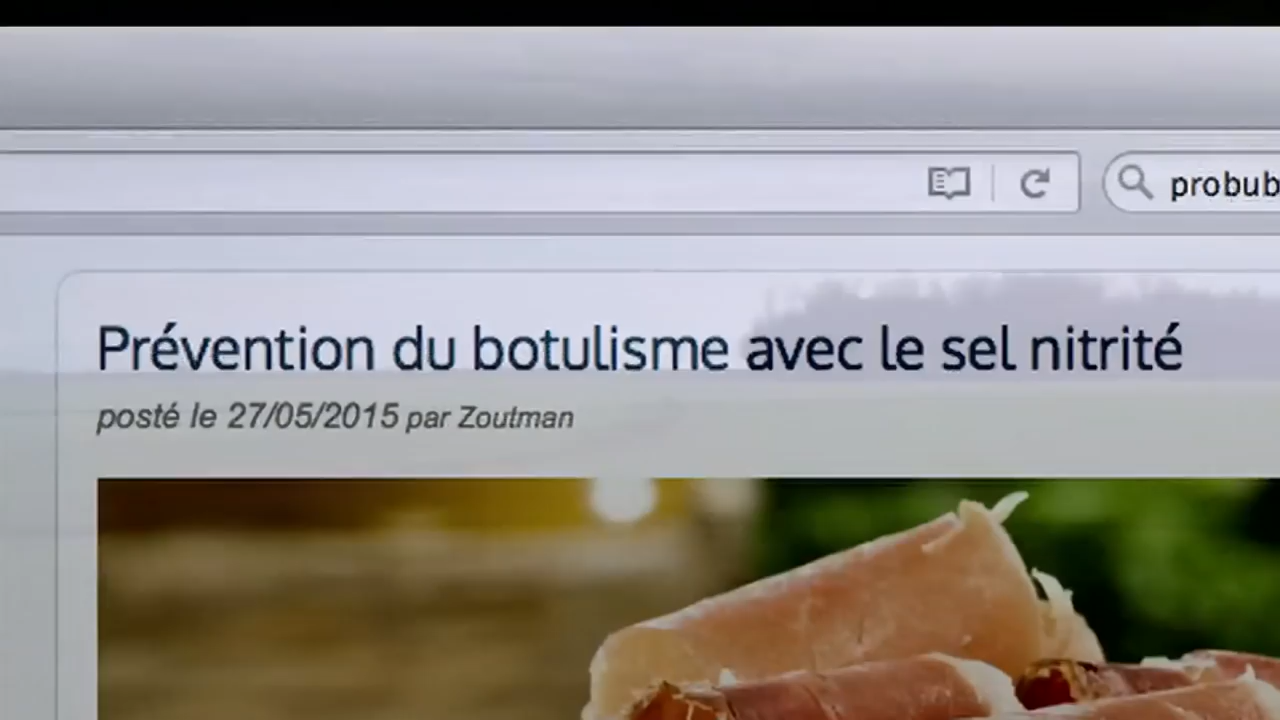 probub
Prévention du botulisme avec le sel nitrité
posté le 27/05/2015 par Zoutman